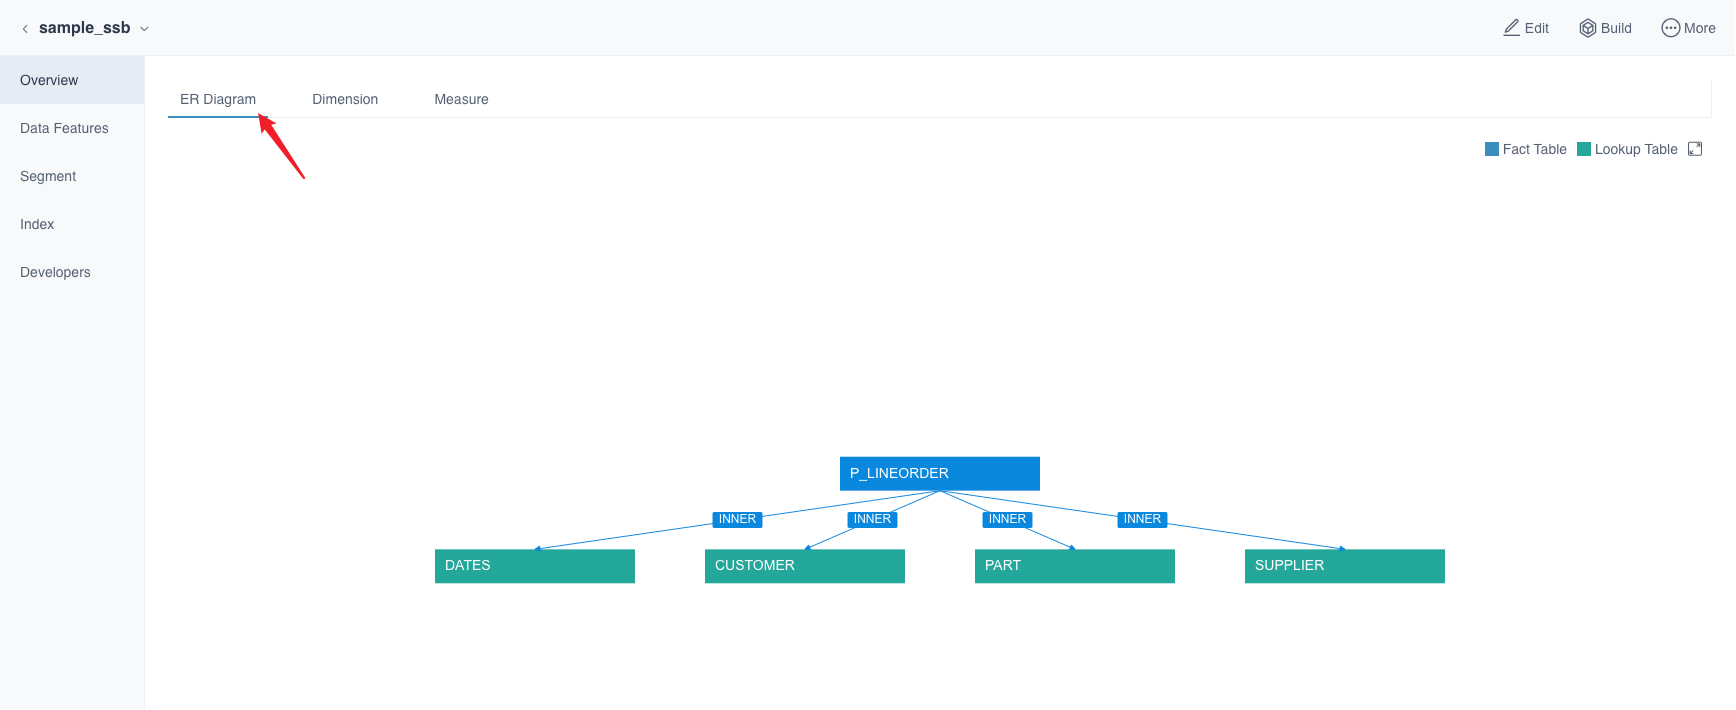 sample_ssb
Edit Build More
Overview
Data Features
Segment
Index
Developers
ER Diagram Dimension Measure
Fact Table Lookup Table
P_LINEORDER
INNER INNER INNER INNER
DATES CUSTOMER PART SUPPLIER